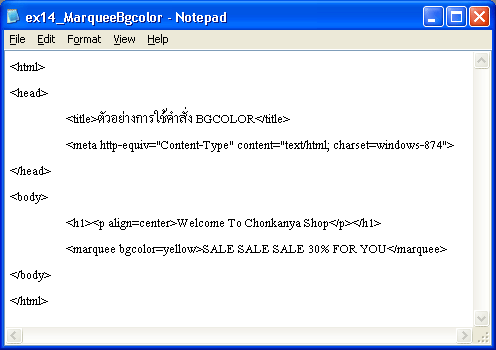 ex14_MarqueeBgcolor - Notepad
File Edit Format View Help
<html>
<head>
<title>ตัวอย่างการใช้คำสั่ง BGCOLOR</title>
<meta http-equiv="Content-Type" content="text/html; charset=windows-874">
</head>
<body>
<h1><p align=center>Welcome To Chonkanya Shop</p></h1>
<marquee bgcolor=yellow>SALE SALE SALE 30% FOR YOU</marquee>
</body>
</html>